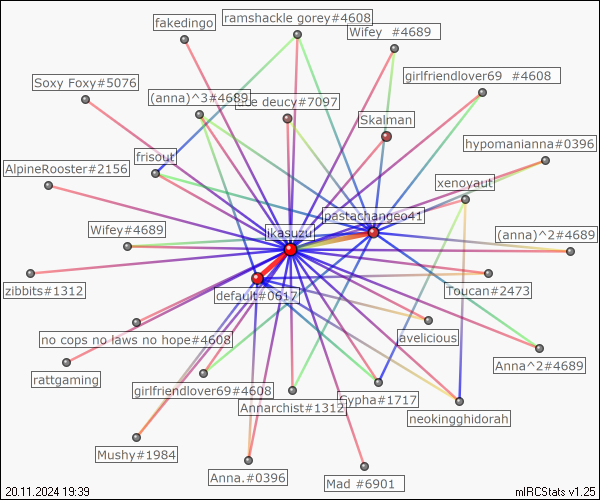 fakedingo
ramshackle gorey#4608
Wifey #4689
Soxy Foxy#5076
(anna)^3#4689
deucy#7097
girlfriendlover69 #4608
Skalman
hypomanianna#0396
frisout
AlpineRooster#2156
xenoyaut
pastachangeo41
Wifey#4689
ikasuzu
(anna)^2#4689
zibbits#1312
default#0617
Toucan#2473
no cops no laws no hope#4608
avelicious
rattgaming
Anna^2#4689
girlfriendlover69#4608
Annarchist#1312
Cypha#1717
neokingghidorah
Mushy#1984
Anna.#0396
Mad #6901
20.11.2024 19:39
mIRCStats v1.25